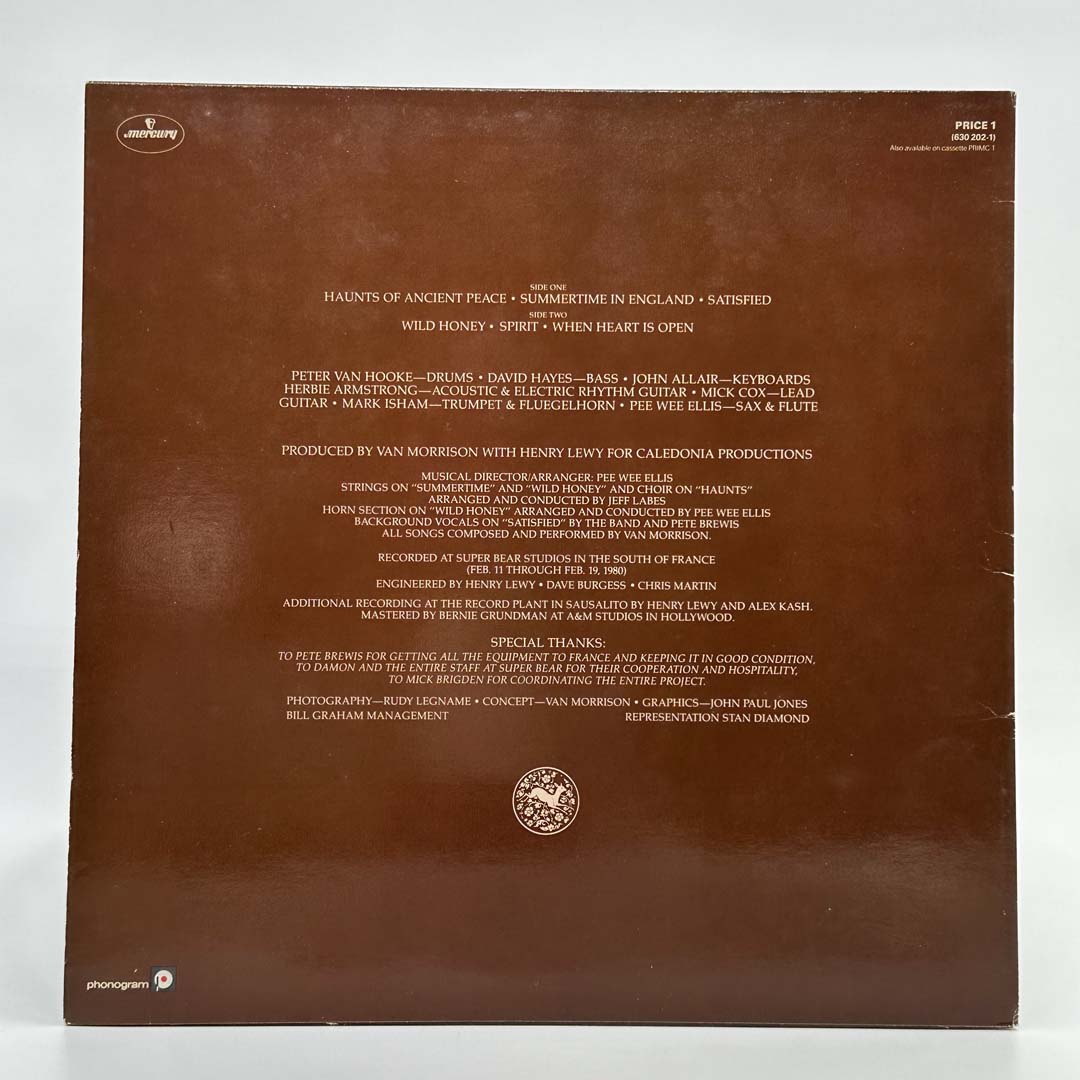 mercury
PRICE 1
(630 202-1)
Also available on cassette PRIMC 1
SIDE ONE
HAUNTS OF ANCIENT PEACE • SUMMERTIME IN ENGLAND • SATISFIED
SIDE TWO
WILD HONEY • SPIRIT • WHEN HEART IS OPEN
PETER VAN HOOKE—DRUMS • DAVID HAYES—BASS • JOHN ALLAIR—KEYBOARDS
HERBIE ARMSTRONG—ACOUSTIC & ELECTRIC RHYTHM GUITAR • MICK COX—LEAD
GUITAR • MARK ISHAM—TRUMPET & FLUEGELHORN • PEE WEE ELLIS—SAX & FLUTE
PRODUCED BY VAN MORRISON WITH HENRY LEWY FOR CALEDONIA PRODUCTIONS
MUSICAL DIRECTOR/ARRANGER: PEE WEE ELLIS
STRINGS ON "SUMMERTIME" AND "WILD HONEY" AND CHOIR ON "HAUNTS"
ARRANGED AND CONDUCTED BY JEFF LABES
HORN SECTION ON "WILD HONEY" ARRANGED AND CONDUCTED BY PEE WEE ELLIS
BACKGROUND VOCALS ON "SATISFIED" BY THE BAND AND PETE BREWIS
ALL SONGS COMPOSED AND PERFORMED BY VAN MORRISON.
RECORDED AT SUPER BEAR STUDIOS IN THE SOUTH OF FRANCE
(FEB. 11 THROUGH FEB. 19, 1980)
ENGINEERED BY HENRY LEWY • DAVE BURGESS • CHRIS MARTIN
ADDITIONAL RECORDING AT THE RECORD PLANT IN SAUSALITO BY HENRY LEWY AND ALEX KASH.
MASTERED BY BERNIE GRUNDMAN AT A&M STUDIOS IN HOLLYWOOD.
SPECIAL THANKS:
TO PETE BREWIS FOR GETTING ALL THE EQUIPMENT TO FRANCE AND KEEPING IT IN GOOD CONDITION,
TO DAMON AND THE ENTIRE STAFF AT SUPER BEAR FOR THEIR COOPERATION AND HOSPITALITY,
TO MICK BRIGDEN FOR COORDINATING THE ENTIRE PROJECT.
PHOTOGRAPHY—RUDY LEGNAME • CONCEPT—VAN MORRISON • GRAPHICS—JOHN PAUL JONES
BILL GRAHAM MANAGEMENT REPRESENTATION STAN DIAMOND
phonogram